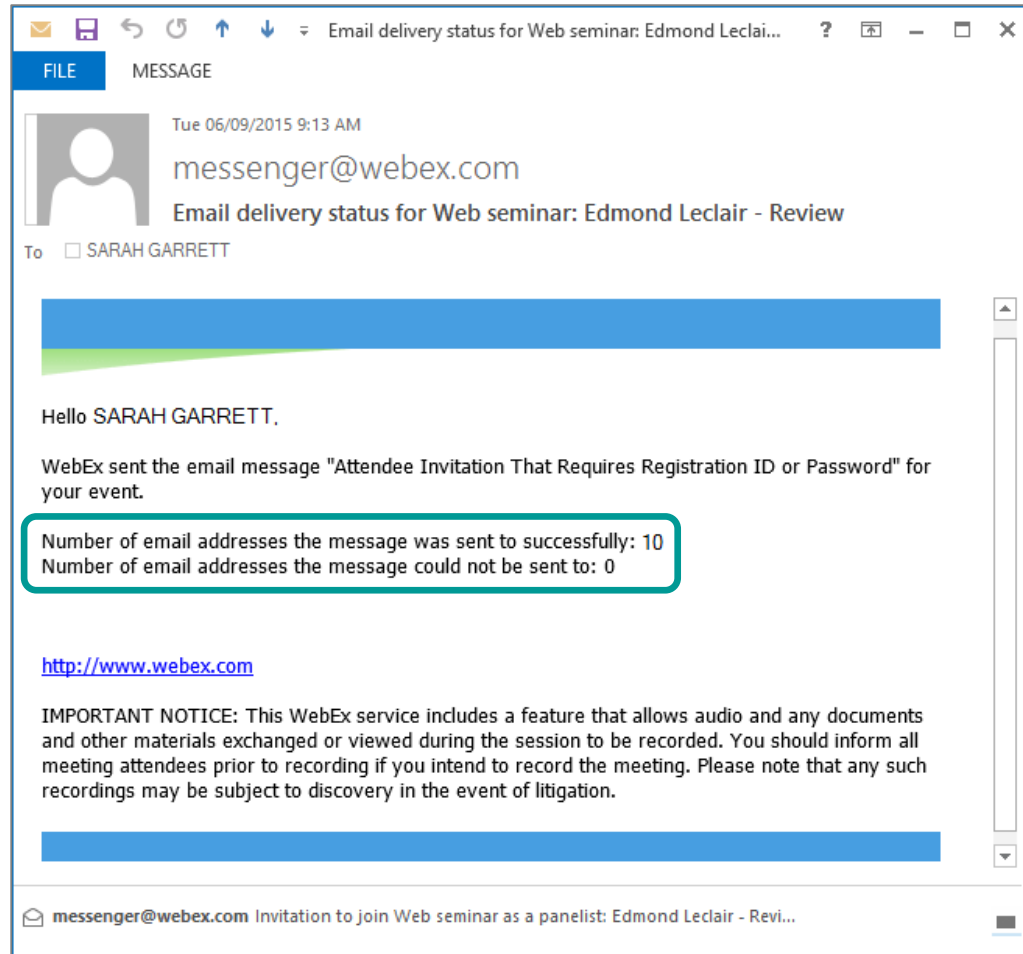 Email delivery status for Web seminar: Edmond Leclai... ?
FILE MESSAGE
Tue 06/09/2015 9:13 AM
messenger@webex.com
Email delivery status for Web seminar: Edmond Leclair - Review
To SARAH GARRETT
Hello SARAH GARRETT,
WebEx sent the email message "Attendee Invitation That Requires Registration ID or Password" for
your event.
Number of email addresses the message was sent to successfully: 10
Number of email addresses the message could not be sent to: 0
http://www.webex.com
IMPORTANT NOTICE: This WebEx service includes a feature that allows audio and any documents
and other materials exchanged or viewed during the session to be recorded. You should inform all
meeting attendees prior to recording if you intend to record the meeting. Please note that any such
recordings may be subject to discovery in the event of litigation.
messenger@webex.com Invitation to join Web seminar as a panelist: Edmond Leclair - Revi...